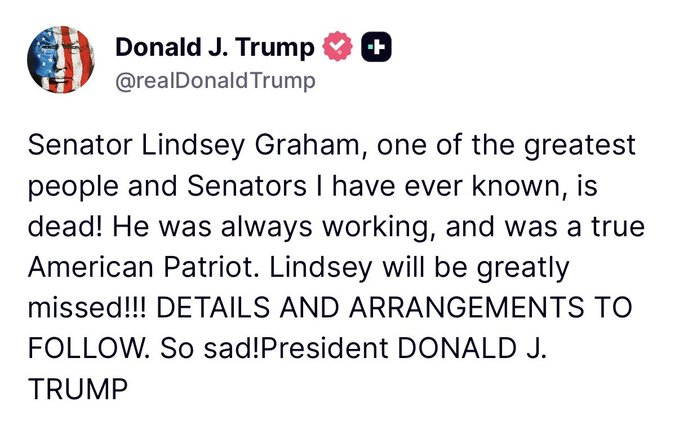 Donald J. Trump
@realDonaldTrump
Senator Lindsey Graham, one of the greatest
people and Senators I have ever known, is
dead! He was always working, and was a true
American Patriot. Lindsey will be greatly
missed!!! DETAILS AND ARRANGEMENTS TO
FOLLOW. So sad!President DONALD J.
TRUMP